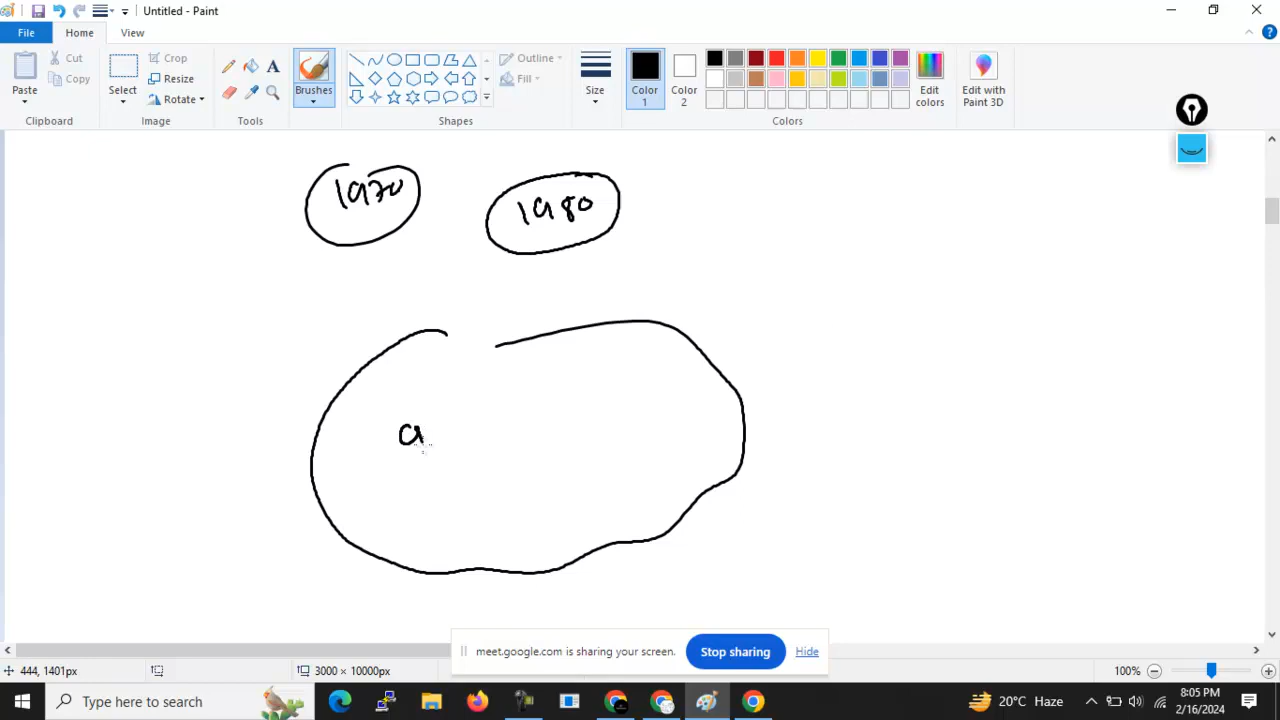 Untitled - Paint
File Home View
Paste Cut Copy Clipboard
Select Crop Resize Rotate Image
Tools
Brushes
Outline Fill Shapes
Size
Color 1 Color 2 Edit colors Colors
Edit with Paint 3D
1970 1980
a
meet.google.com is sharing your screen. Stop sharing Hide
444, 1401px 3000 × 10000px 100%
Type here to search 20°C Haze 8:05 PM 2/16/2024